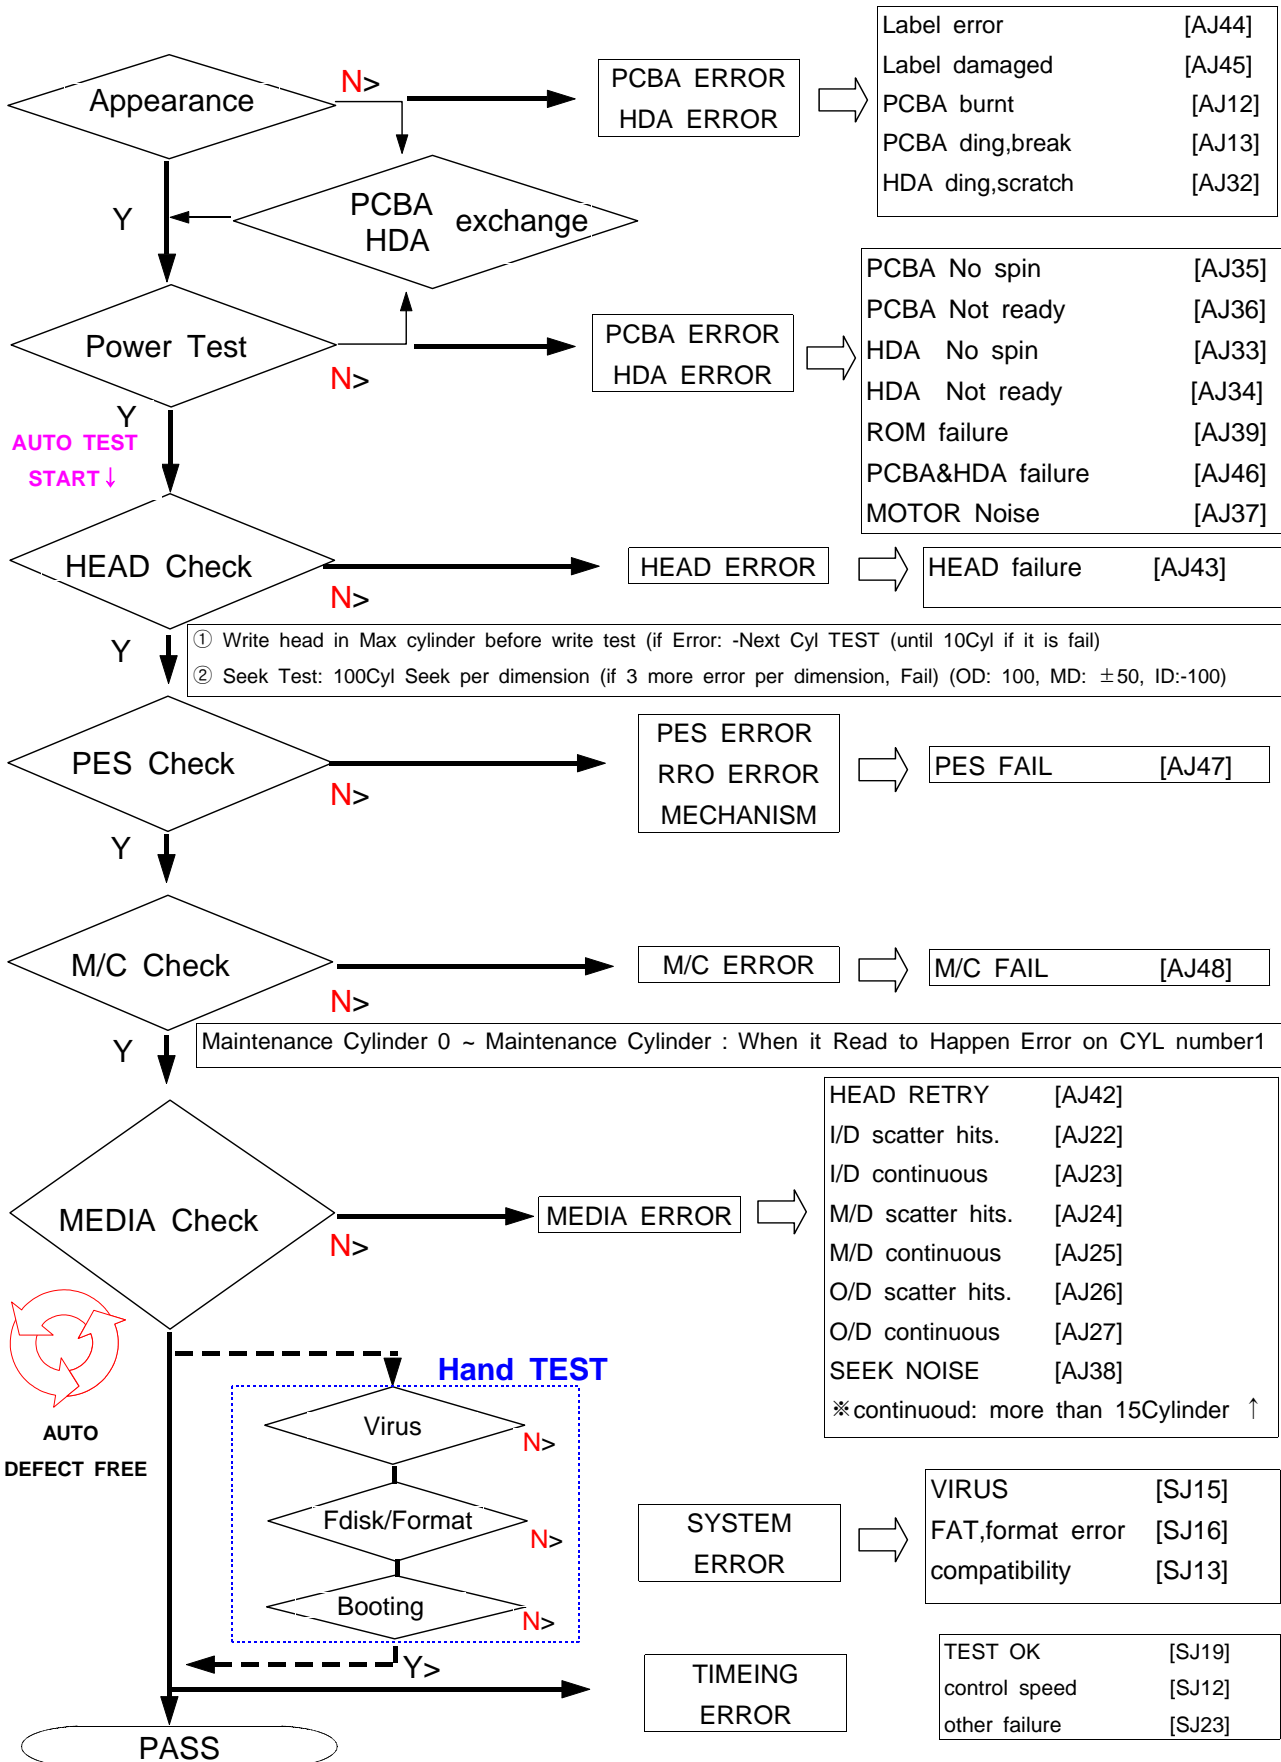 Label error [AJ44]
Label damaged [AJ45]
PCBA burnt [AJ12]
PCBA ding,break [AJ13]
HDA ding,scratch [AJ32]
Appearance
N>
PCBA ERROR
HDA ERROR
Y
PCBA
HDA
exchange
PCBA No spin [AJ35]
PCBA Not ready [AJ36]
HDA No spin [AJ33]
HDA Not ready [AJ34]
ROM failure [AJ39]
PCBA&HDA failure [AJ46]
MOTOR Noise [AJ37]
Power Test
N>
PCBA ERROR
HDA ERROR
Y
AUTO TEST
START↓
HEAD Check
N>
HEAD ERROR
HEAD failure [AJ43]
Y
① Write head in Max cylinder before write test (if Error: -Next Cyl TEST (until 10Cyl if it is fail)
② Seek Test: 100Cyl Seek per dimension (if 3 more error per dimension, Fail) (OD: 100, MD: ±50, ID:-100)
PES Check
N>
PES ERROR
RRO ERROR
MECHANISM
PES FAIL [AJ47]
Y
M/C Check
N>
M/C ERROR
M/C FAIL [AJ48]
Y
Maintenance Cylinder 0 ~ Maintenance Cylinder : When it Read to Happen Error on CYL number1
MEDIA Check
N>
MEDIA ERROR
HEAD RETRY [AJ42]
I/D scatter hits. [AJ22]
I/D continuous [AJ23]
M/D scatter hits. [AJ24]
M/D continuous [AJ25]
O/D scatter hits. [AJ26]
O/D continuous [AJ27]
SEEK NOISE [AJ38]
※continuoud: more than 15Cylinder ↑
AUTO
DEFECT FREE
Hand TEST
Virus
N>
Fdisk/Format
N>
Booting
N>
Y>
SYSTEM
ERROR
VIRUS [SJ15]
FAT,format error [SJ16]
compatibility [SJ13]
TIMEING
ERROR
TEST OK [SJ19]
control speed [SJ12]
other failure [SJ23]
PASS